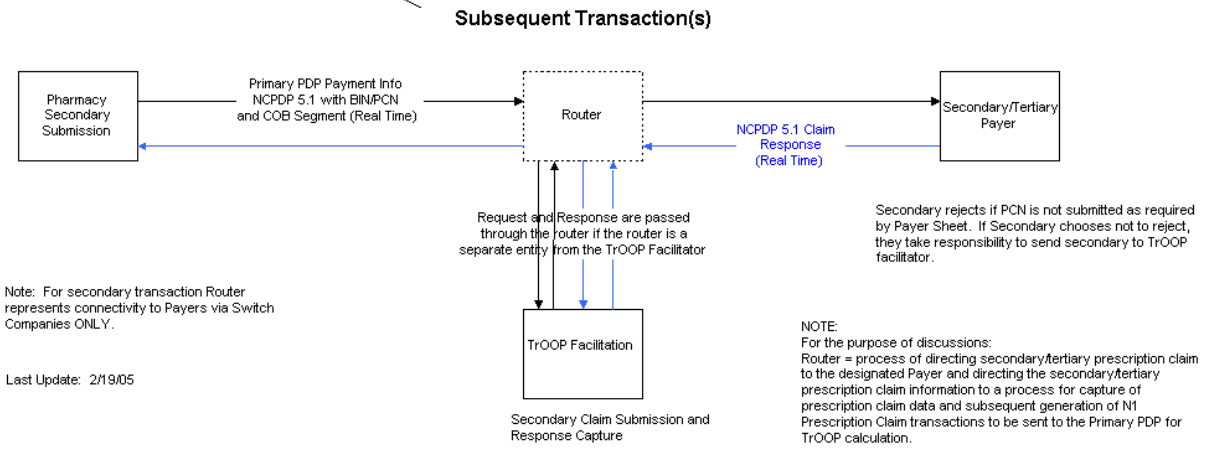 Subsequent Transaction(s)
Pharmacy
Secondary
Submission
Primary PDP Payment Info
NCPDP 5.1 with BIN/PCN
and COB Segment (Real Time)
Router
NCPDP 5.1 Claim
Response
(Real Time)
Secondary/Tertiary
Payer
Request and Response are passed
through the router if the router is a
separate entity from the TrOOP Facilitator
Secondary rejects if PCN is not submitted as required
by Payer Sheet.  If Secondary chooses not to reject,
they take responsibility to send secondary to TrOOP
facilitator.
Note:  For secondary transaction Router
represents connectivity to Payers via Switch
Companies ONLY.
Last Update:  2/19/05
TrOOP Facilitation
Secondary Claim Submission and
Response Capture
NOTE:
For the purpose of discussions:
Router = process of directing secondary/tertiary prescription claim
to the designated Payer and directing the secondary/tertiary
prescription claim information to a process for capture of
prescription claim data and subsequent generation of N1
Prescription Claim transactions to be sent to the Primary PDP for
TrOOP calculation.